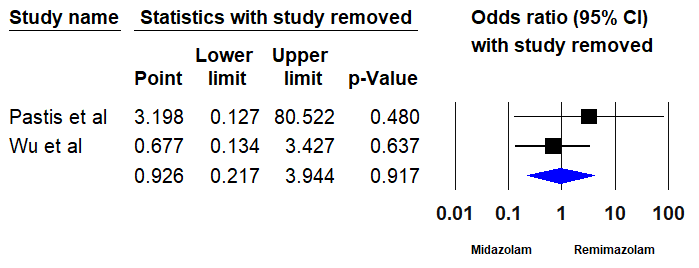 Study name Statistics with study removed Odds ratio (95% CI)
with study removed
Lower Upper
Point limit limit p-Value
Pastis et al 3.198 0.127 80.522 0.480
Wu et al 0.677 0.134 3.427 0.637
0.926 0.217 3.944 0.917
0.01 0.1 1 10 100
Midazolam Remimazolam